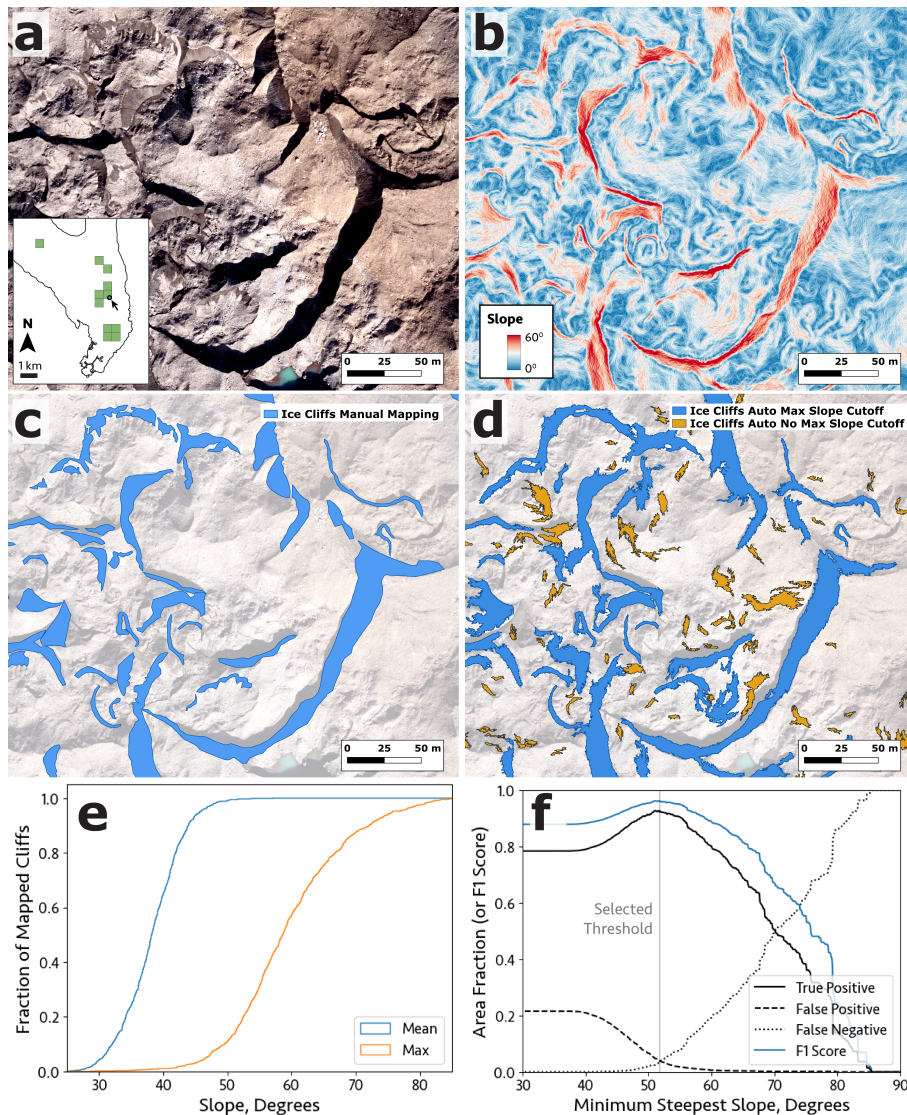 a
N
1 km
0 25 50 m
b
Slope
60º
0º
0 25 50 m
c
Ice Cliffs Manual Mapping
0 25 50 m
d
Ice Cliffs Auto Max Slope Cutoff
Ice Cliffs Auto No Max Slope Cutoff
0 25 50 m
e
Fraction of Mapped Cliffs
1.0
0.8
0.6
0.4
0.2
0.0
30 40 50 60 70 80
Slope, Degrees
Mean
Max
f
Area Fraction (or F1 Score)
1.0
0.8
0.6
0.4
0.2
0.0
Selected
Threshold
True Positive
False Positive
False Negative
F1 Score
30 40 50 60 70 80 90
Minimum Steepest Slope, Degrees